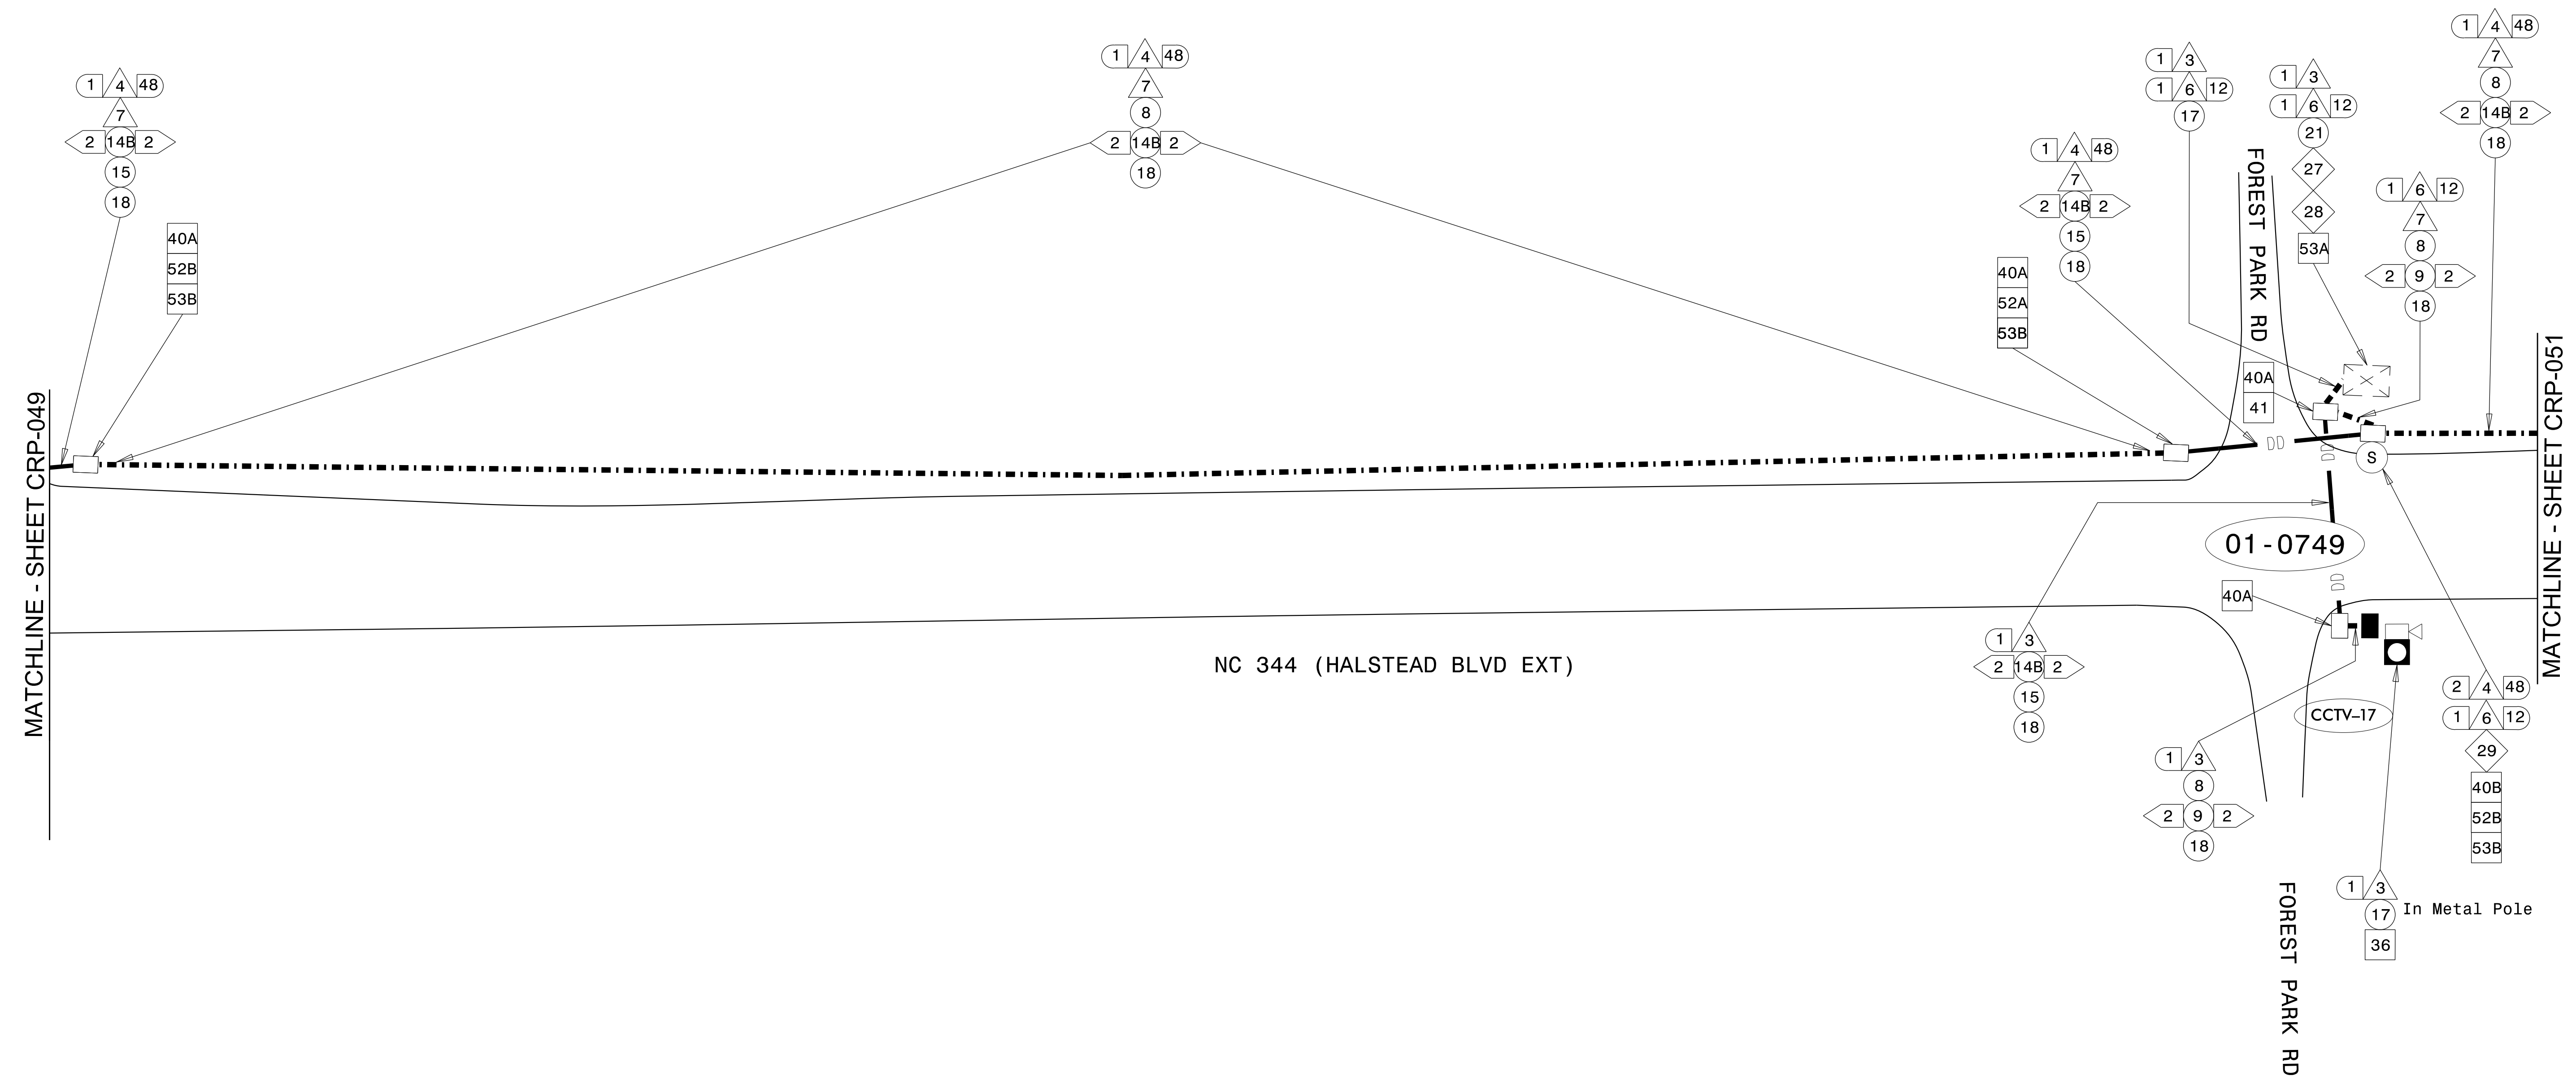 1 4 48
7
2 14B 2
15
18
40A
52B
53B
MATCHLINE - SHEET CRP-049
1 4 48
7
8
2 14B 2
18
1 4 48
7
2 14B 2
15
18
40A
52A
53B
1 3
1 6 12
17
FOREST PARK RD
1 3
1 6 12
21
27
28
53A
1 6 12
7
8
2 9 2
18
1 4 48
7
8
2 14B 2
18
40A
41
S
MATCHLINE - SHEET CRP-051
01-0749
40A
NC 344 (HALSTEAD BLVD EXT)
1 3
2 14B 2
15
18
CCTV-17
1 3
8
2 9 2
18
2 4 48
1 6 12
29
40B
52B
53B
1 3
17 In Metal Pole
36
FOREST PARK RD